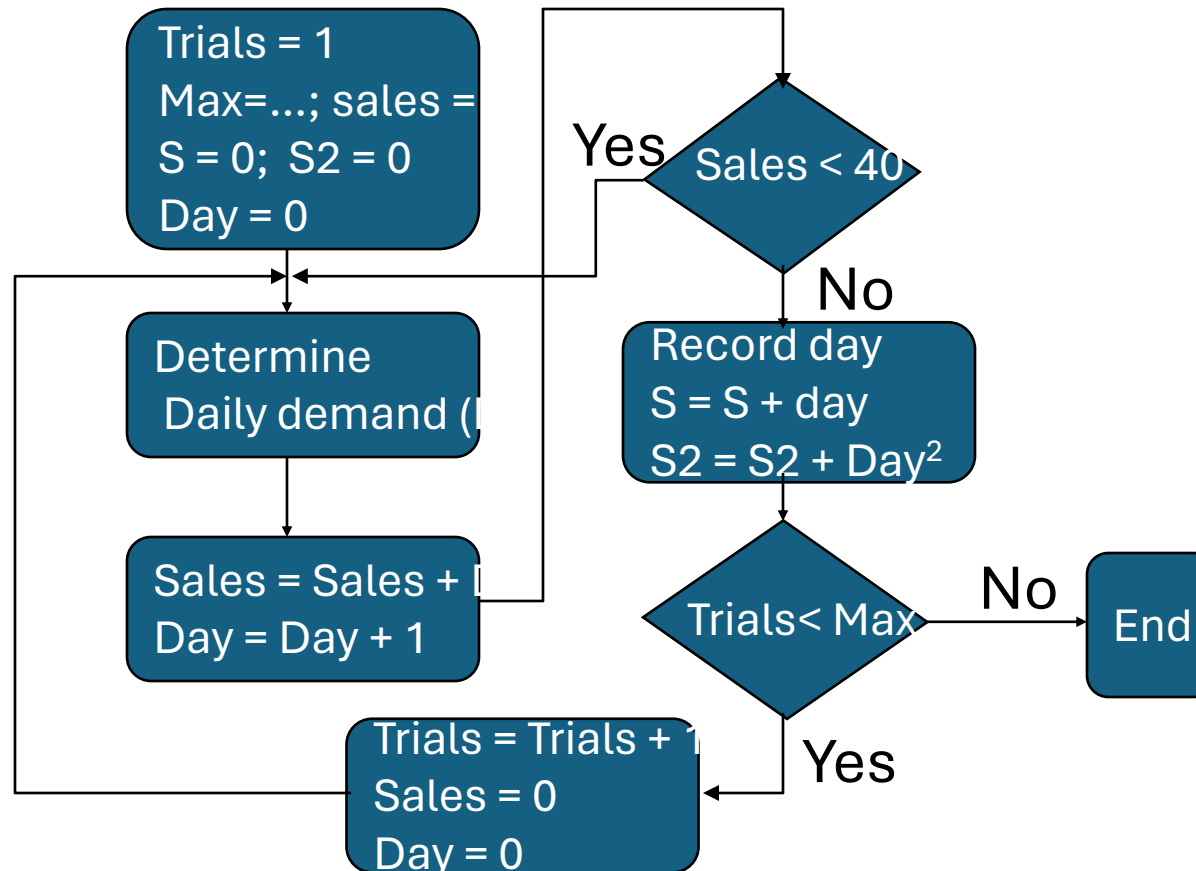 Trials = 1
Max=...; sales =
S = 0;  S2 = 0
Day = 0
Yes
Sales < 40
No
Determine
Daily demand (
Record day
S = S + day
S2 = S2 + Day²
Sales = Sales +
Day = Day + 1
Trials< Max
No
End
Trials = Trials + 1
Sales = 0
Day = 0
Yes